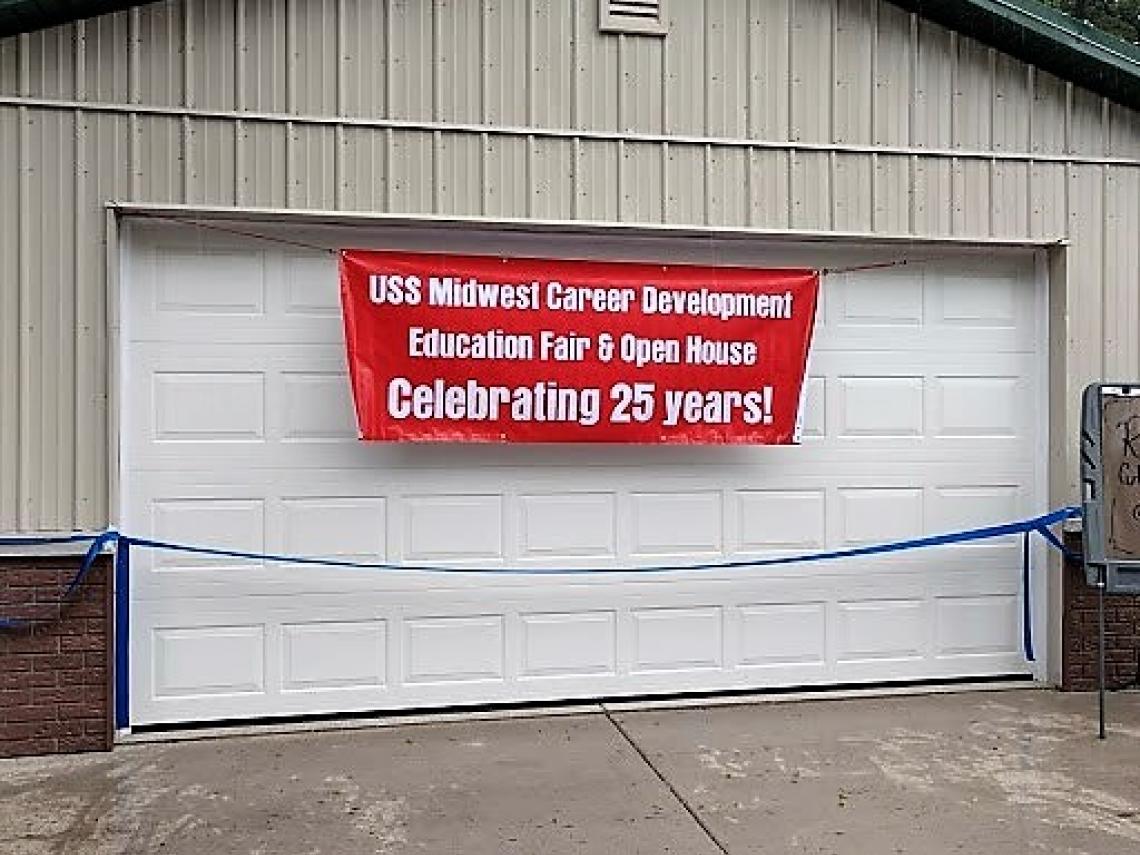 USS Midwest Career Development
Education Fair & Open House
Celebrating 25 years!